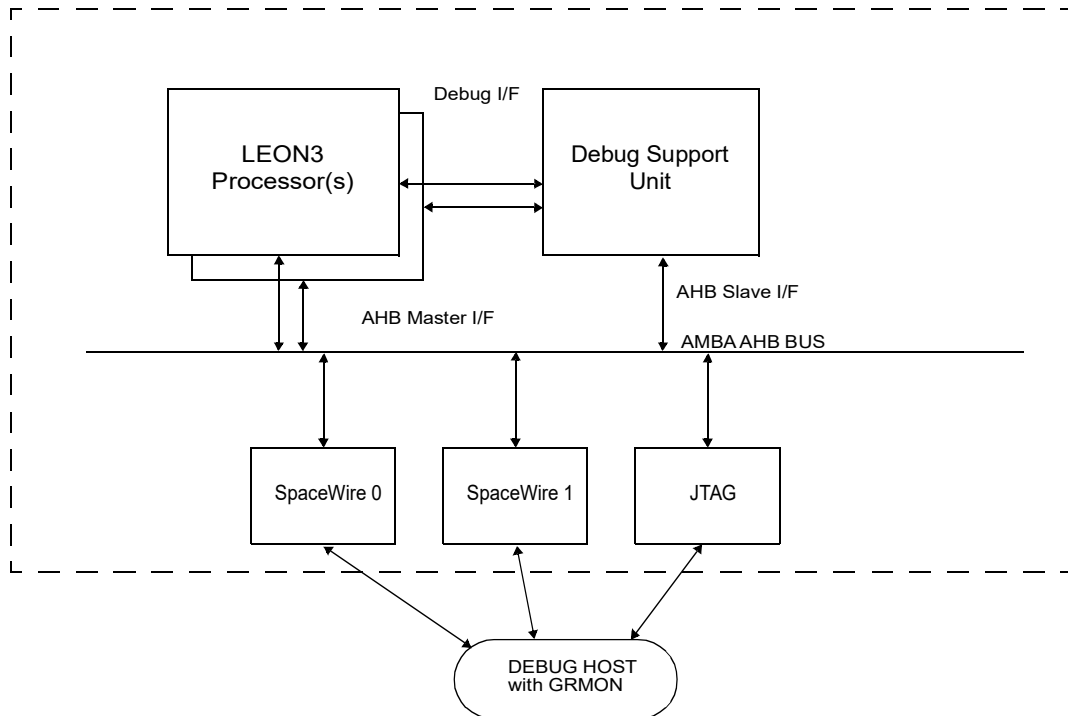 Debug I/F
LEON3
Processor(s)
Debug Support
Unit
AHB Slave I/F
AHB Master I/F
AMBA AHB BUS
SpaceWire 0
SpaceWire 1
JTAG
DEBUG HOST
with GRMON